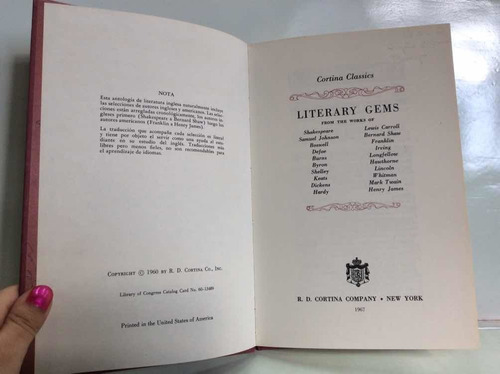 NOTA
Esta antología de literatura inglesa naturalmente incluye
las selecciones de autores ingleses y americanos. Las selec-
ciones están arregladas cronológicamente, los autores in-
gleses primero (Shakespeare a Bernard Shaw) luego los
autores americanos (Franklin a Henry James).
La traducción que acompaña cada selección es literal
y tiene por objeto el servir como una ayuda al estu-
diante en su estudio del inglés. Traducciones más
libres pero menos fieles, no son recomendables para
el aprendizaje de idiomas.
Copyright © 1960 by R. D. Cortina Co., Inc.
Library of Congress Catalog Card No. 60-13489
Printed in the United States of America
Cortina Classics
LITERARY GEMS
FROM THE WORKS OF
Shakespeare
Samuel Johnson
Boswell
Defoe
Burns
Byron
Shelley
Keats
Dickens
Hardy
Lewis Carroll
Bernard Shaw
Franklin
Irving
Longfellow
Hawthorne
Lincoln
Whitman
Mark Twain
Henry James
R. D. CORTINA COMPANY • NEW YORK
1967